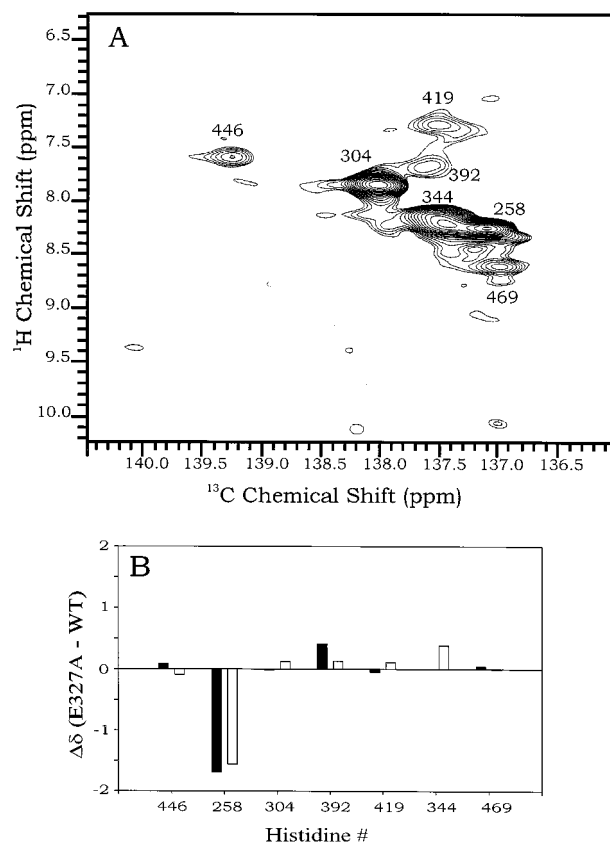 A
6.5
7.0
7.5
8.0
8.5
9.0
9.5
10.0
¹H Chemical Shift (ppm)
446
304
419
392
344
258
469
140.0 139.5 139.0 138.5 138.0 137.5 137.0 136.5
¹³C Chemical Shift (ppm)
B
2
1
0
-1
-2
Δδ (E327A - WT)
446 258 304 392 419 344 469
Histidine #